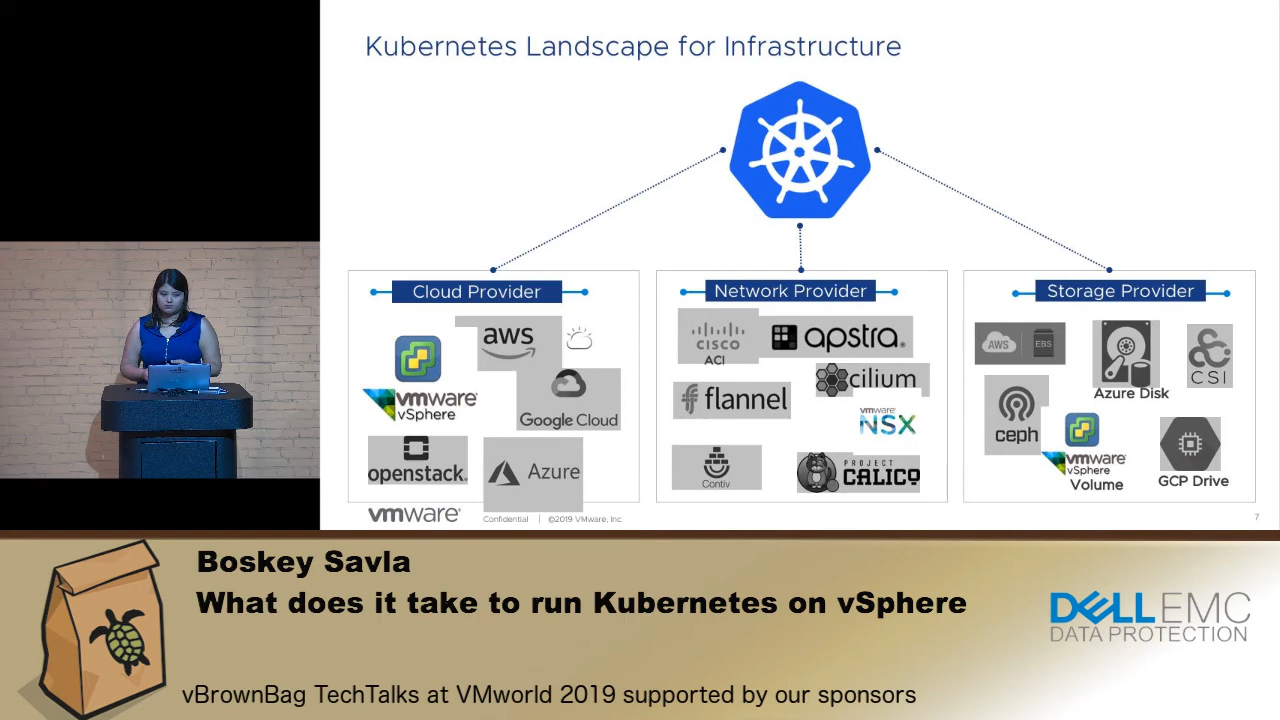 Kubernetes Landscape for Infrastructure
Cloud Provider
aws
vmware
vSphere
Google Cloud
openstack.
Azure
Network Provider
CISCO
ACI
apstra.
flannel
cilium
vmware
NSX
Contiv
PROJECT
CALICO
Storage Provider
AWS
EBS
Azure Disk
CSI
ceph
vmware
vSphere
Volume
GCP Drive
vmware®
Confidential | ©2019 VMware, Inc.
7
Boskey Savla
What does it take to run Kubernetes on vSphere
DELLEMC
DATA PROTECTION
vBrownBag TechTalks at VMworld 2019 supported by our sponsors